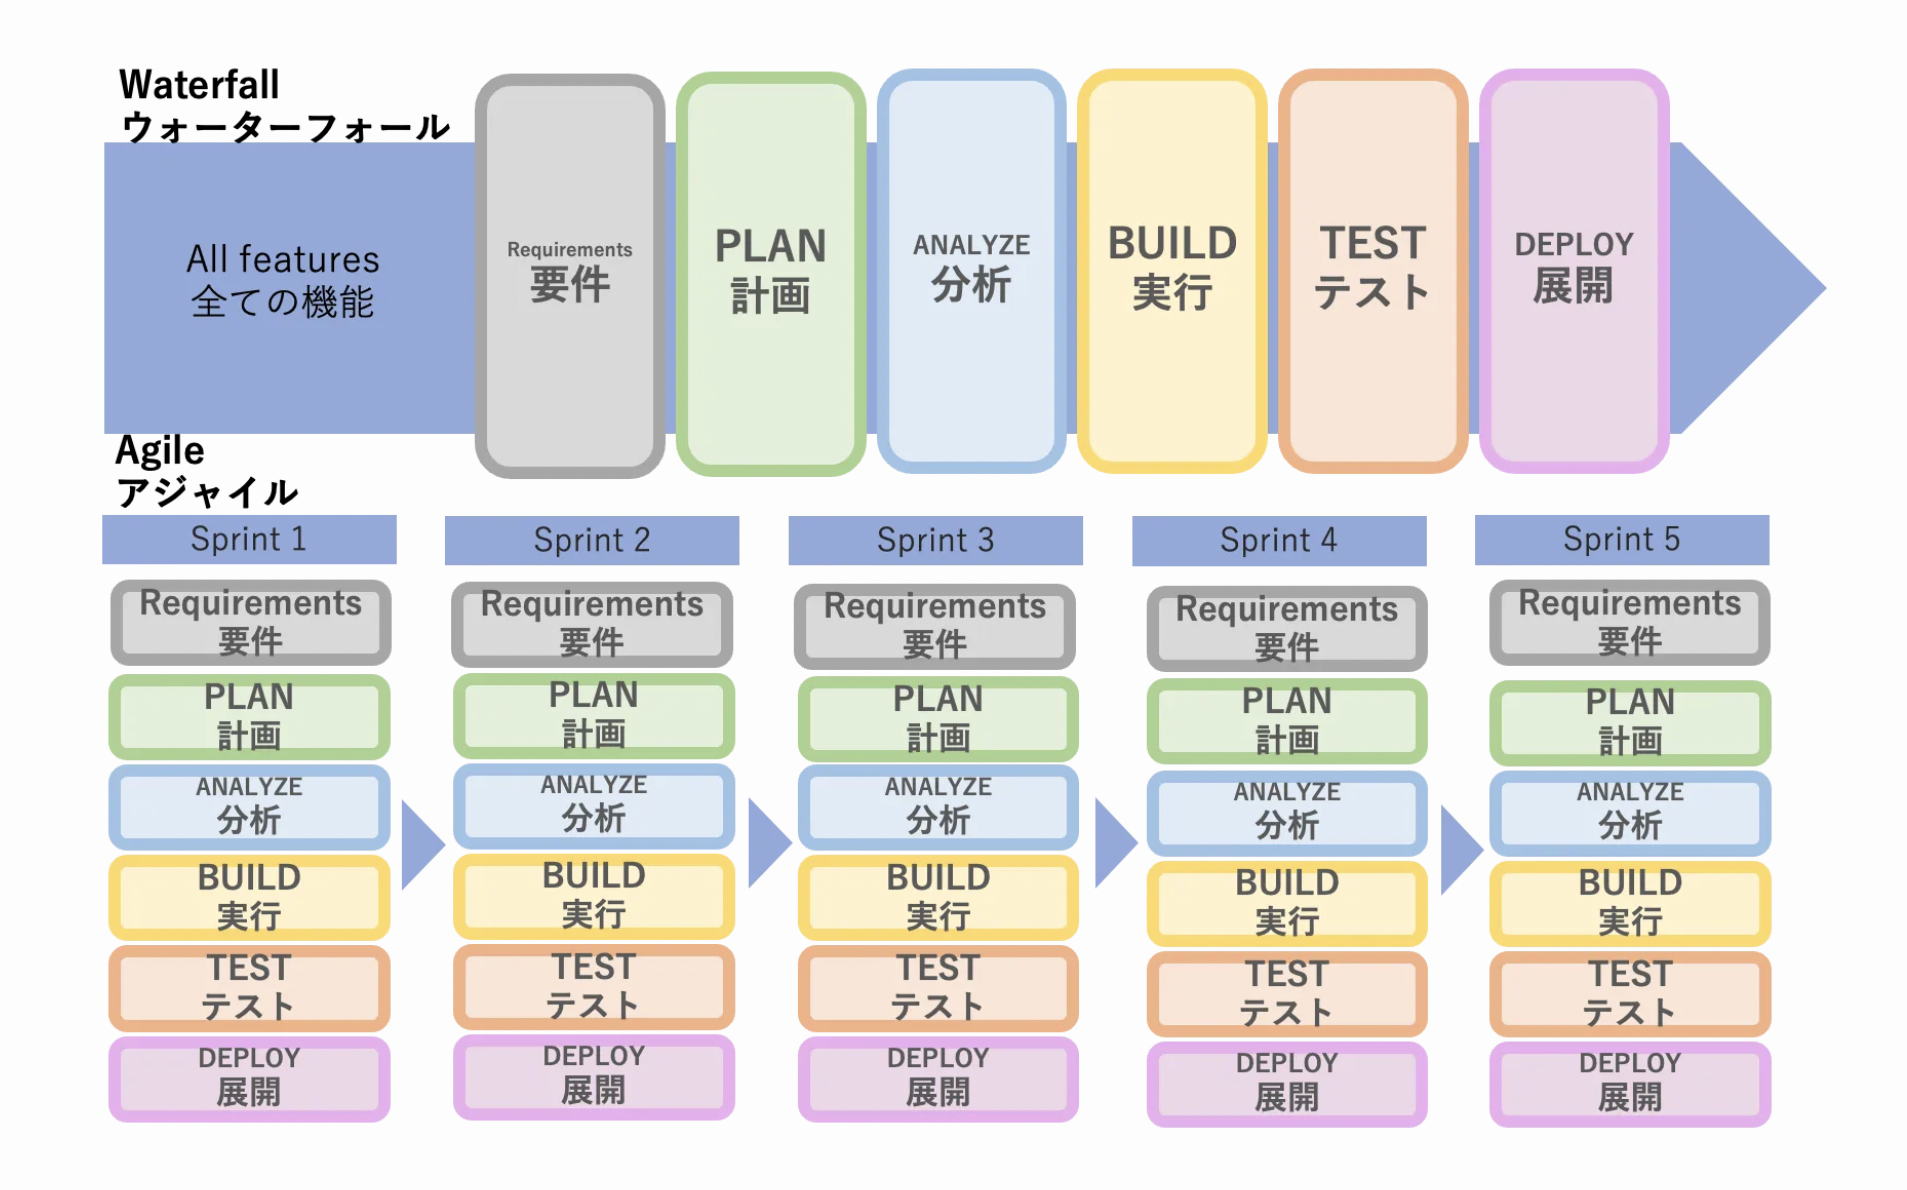 Waterfall
ウォーターフォール
All features
全ての機能
Requirements
要件
PLAN
計画
ANALYZE
分析
BUILD
実行
TEST
テスト
DEPLOY
展開
Agile
アジャイル
Sprint 1
Requirements
要件
PLAN
計画
ANALYZE
分析
BUILD
実行
TEST
テスト
DEPLOY
展開
Sprint 2
Requirements
要件
PLAN
計画
ANALYZE
分析
BUILD
実行
TEST
テスト
DEPLOY
展開
Sprint 3
Requirements
要件
PLAN
計画
ANALYZE
分析
BUILD
実行
TEST
テスト
DEPLOY
展開
Sprint 4
Requirements
要件
PLAN
計画
ANALYZE
分析
BUILD
実行
TEST
テスト
DEPLOY
展開
Sprint 5
Requirements
要件
PLAN
計画
ANALYZE
分析
BUILD
実行
TEST
テスト
DEPLOY
展開